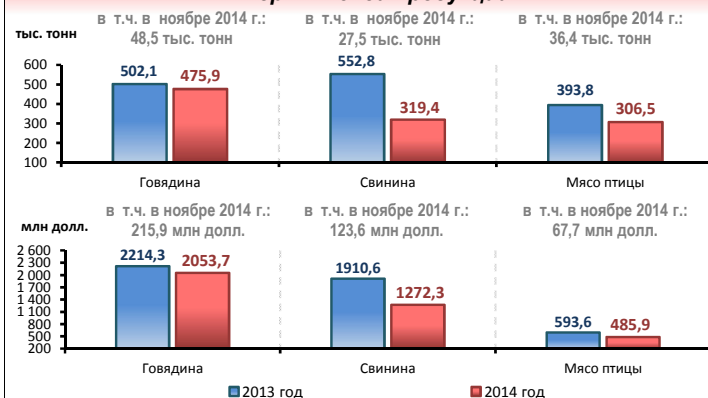 в т.ч. в ноябре 2014 г.: в т.ч. в ноябре 2014 г.: в т.ч. в ноябре 2014 г.:
тыс. тонн 48,5 тыс. тонн 27,5 тыс. тонн 36,4 тыс. тонн
600
500
400
300
200
100
502,1 475,9 552,8 319,4 393,8 306,5
Говядина Свинина Мясо птицы
в т.ч. в ноябре 2014 г.: в т.ч. в ноябре 2014 г.: в т.ч. в ноябре 2014 г.:
млн долл. 215,9 млн долл. 123,6 млн долл. 67,7 млн долл.
2 600
2 300
2 000
1 700
1 400
1 100
800
500
200
2214,3 2053,7 1910,6 1272,3 593,6 485,9
Говядина Свинина Мясо птицы
2013 год 2014 год